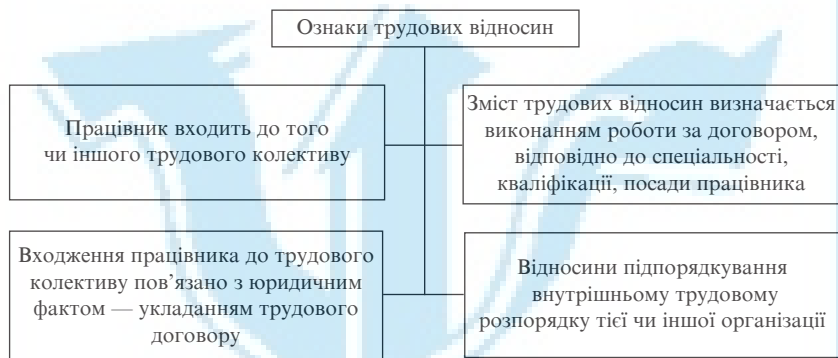 Ознаки трудових відносин
Працівник входить до того
чи іншого трудового колективу
Зміст трудових відносин визначається
виконанням роботи за договором,
відповідно до спеціальності,
кваліфікації, посади працівника
Входження працівника до трудового
колективу пов’язано з юридичним
фактом — укладанням трудового
договору
Відносини підпорядкування
внутрішньому трудовому
розпорядку тієї чи іншої організації